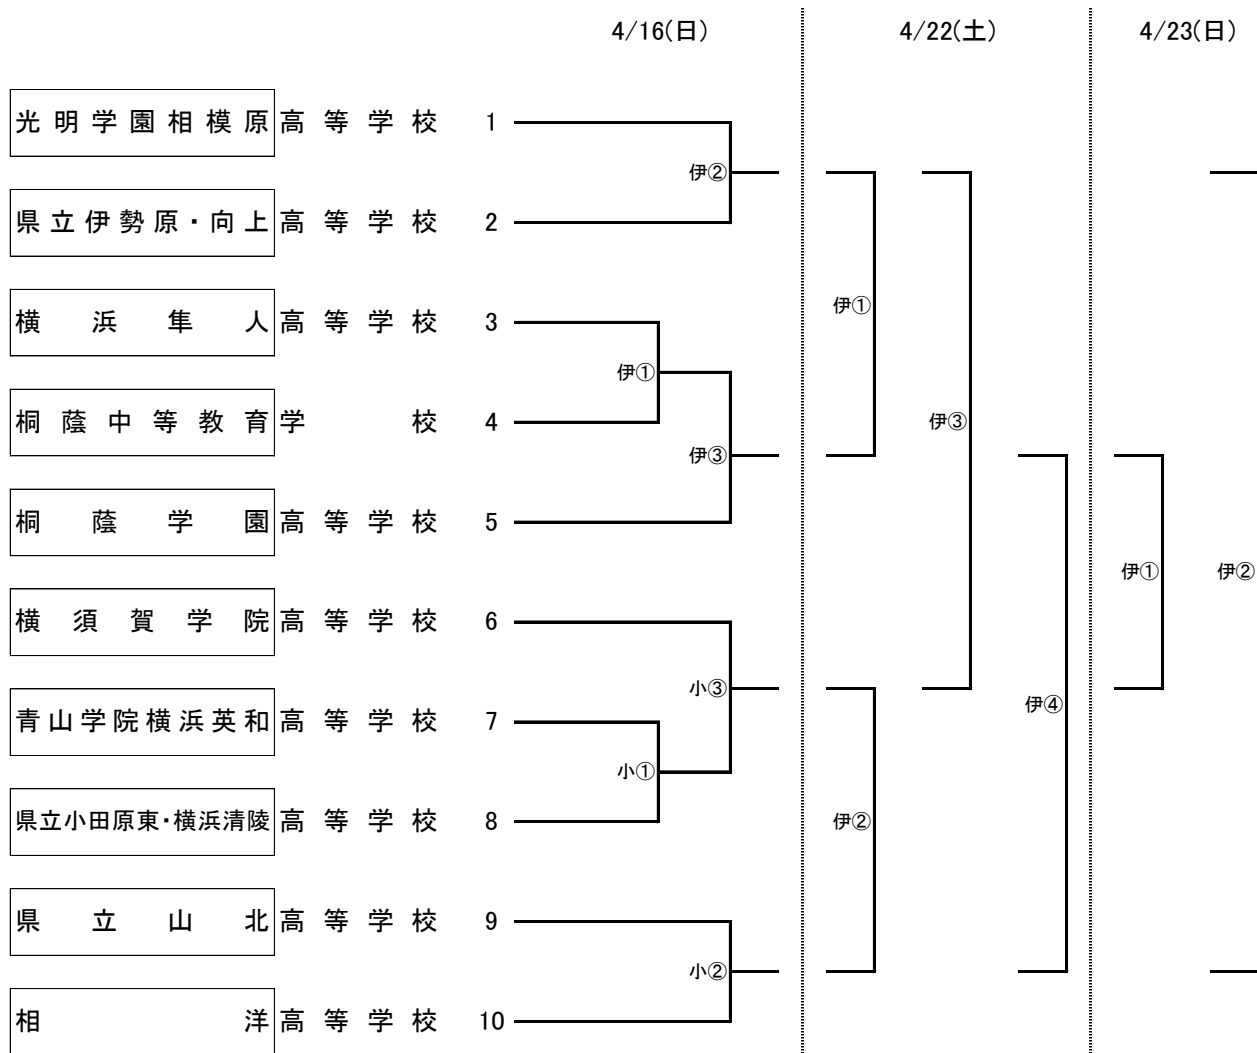 4/16(日) 4/22(土) 4/23(日)
光明学園相模原高等学校 1
伊②
県立伊勢原・向上高等学校 2
横浜隼人高等学校 3
伊①
伊①
桐蔭中等教育学校 4
伊③
伊③
桐蔭学園高等学校 5
伊① 伊②
横須賀学院高等学校 6
小③
伊④
青山学院横浜英和高等学校 7
小①
県立小田原東・横浜清陵高等学校 8
伊②
県立山北高等学校 9
小②
相洋高等学校 10